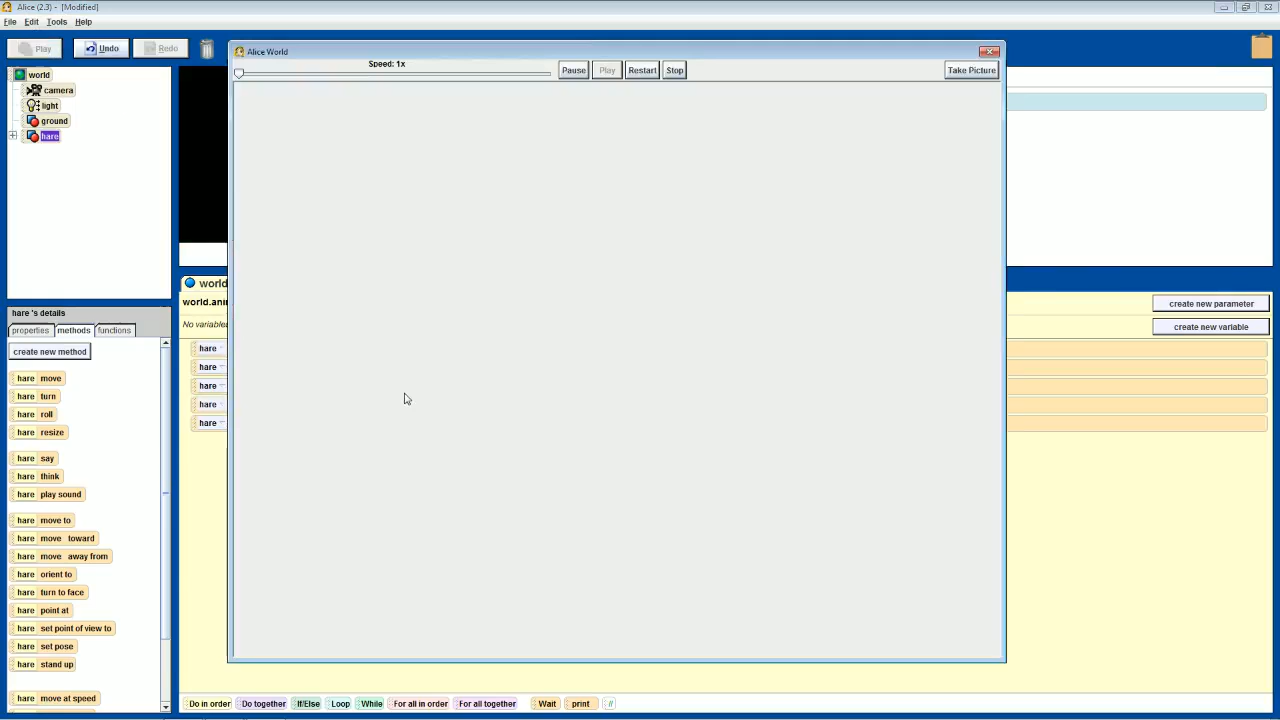 Alice (2.3) - [Modified]
File Edit Tools Help
Play Undo Redo
Alice World
Speed: 1x
Pause Play Restart Stop Take Picture
world
camera
light
ground
hare
world
world.ani
No variable
create new parameter
create new variable
hare
hare
hare
hare
hare
hare 's details
properties methods functions
create new method
hare move
hare turn
hare roll
hare resize
hare say
hare think
hare play sound
hare move to
hare move toward
hare move away from
hare orient to
hare turn to face
hare point at
hare set point of view to
hare set pose
hare stand up
hare move at speed
Do in order Do together If/Else Loop While For all in order For all together Wait print //